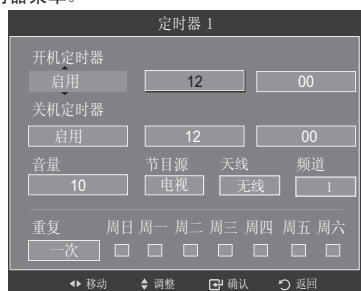 定时器 1
开机定时器
启用 12 00
关机定时器
启用 12 00
音量 节目源 天线 频道
10 电视 无线 1
重复 周日 周一 周二 周三 周四 周五 周六
一次
移动 调整 确认 返回